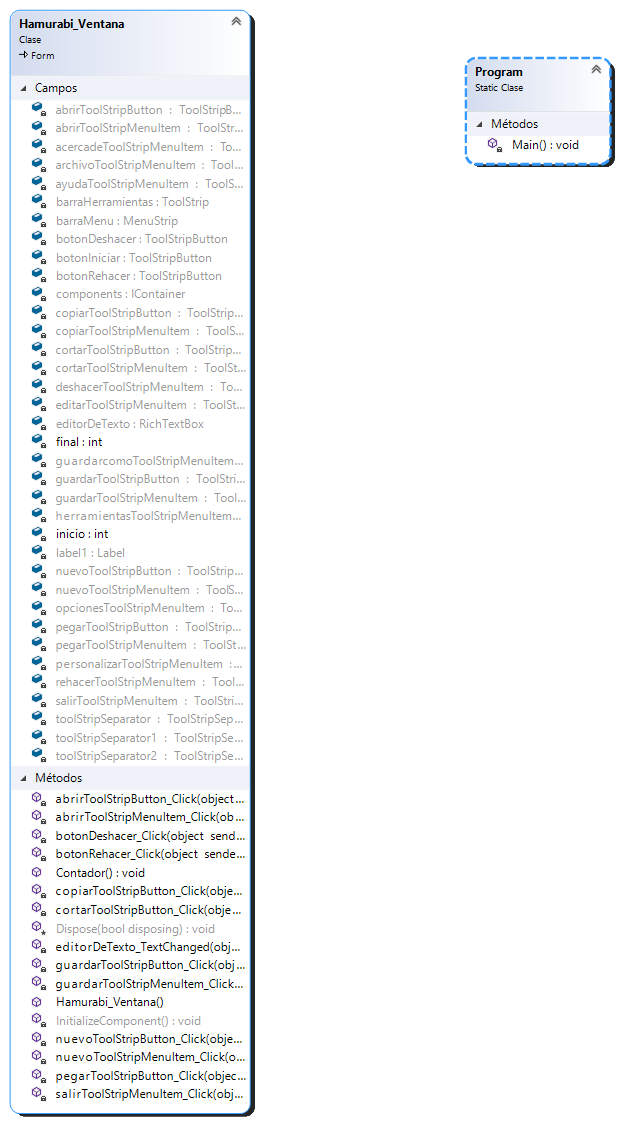 Hamurabi_Ventana
Clase
Form
Campos
abrirToolStripButton : ToolStripB...
abrirToolStripMenuItem : ToolStr...
acercadeToolStripMenuItem : To...
archivoToolStripMenuItem : Tool...
ayudaToolStripMenuItem : ToolS...
barraHerramientas : ToolStrip
barraMenu : MenuStrip
botonDeshacer : ToolStripButton
botonIniciar : ToolStripButton
botonRehacer : ToolStripButton
components : IContainer
copiarToolStripButton : ToolStrip...
copiarToolStripMenuItem : ToolS...
cortarToolStripButton : ToolStrip...
cortarToolStripMenuItem : ToolSt...
deshacerToolStripMenuItem : To...
editarToolStripMenuItem : ToolSt...
editorDeTexto : RichTextBox
final : int
guardarcomoToolStripMenuItem...
guardarToolStripButton : ToolStri...
guardarToolStripMenuItem : Tool...
herramientasToolStripMenuItem...
inicio : int
label1 : Label
nuevoToolStripButton : ToolStrip...
nuevoToolStripMenuItem : ToolS...
opcionesToolStripMenuItem : To...
pegarToolStripButton : ToolStrip...
pegarToolStripMenuItem : ToolSt...
personalizarToolStripMenuItem :...
rehacerToolStripMenuItem : Tool...
salirToolStripMenuItem : ToolStri...
toolStripSeparator : ToolStripSep...
toolStripSeparator1 : ToolStripSe...
toolStripSeparator2 : ToolStripSe...
Métodos
abrirToolStripButton_Click(object...
abrirToolStripMenuItem_Click(ob...
botonDeshacer_Click(object send...
botonRehacer_Click(object sende...
Contador() : void
copiarToolStripButton_Click(obje...
cortarToolStripButton_Click(obje...
Dispose(bool disposing) : void
editorDeTexto_TextChanged(obj...
guardarToolStripButton_Click(obj...
guardarToolStripMenuItem_Click...
Hamurabi_Ventana()
InitializeComponent() : void
nuevoToolStripButton_Click(obje...
nuevoToolStripMenuItem_Click(o...
pegarToolStripButton_Click(objec...
salirToolStripMenuItem_Click(obj...
Program
Static Clase
Métodos
Main() : void